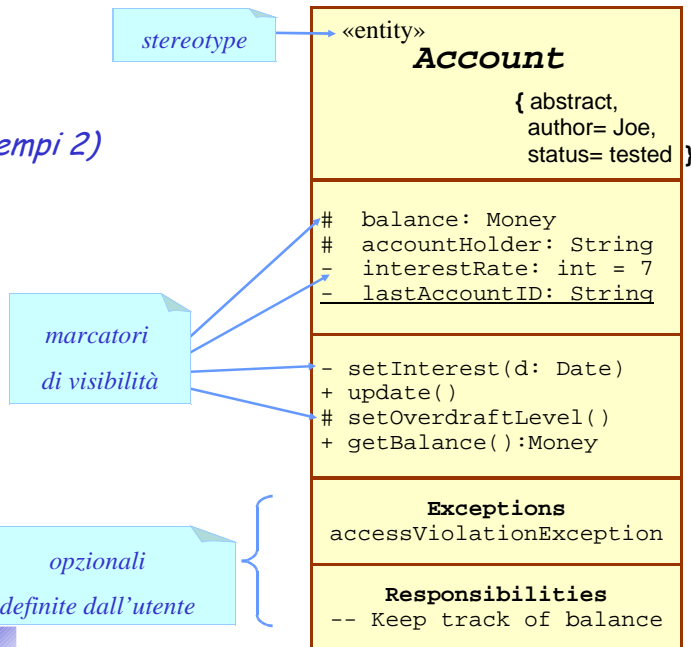 stereotype
«entity»
Account
{ abstract,
author= Joe,
status= tested }
empi 2)
# balance: Money
# accountHolder: String
- interestRate: int = 7
- lastAccountID: String
marcatori
di visibilità
- setInterest(d: Date)
+ update()
# setOverdraftLevel()
+ getBalance():Money
Exceptions
accessViolationException
opzionali
definite dall'utente
Responsibilities
-- Keep track of balance